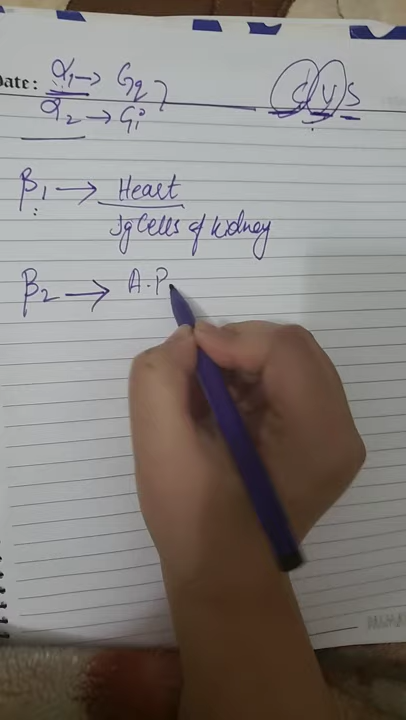 Date: α1 → Gq
α2 → Gi
dys
β1 → Heart
Jg Cells of kidney
β2 → A.P